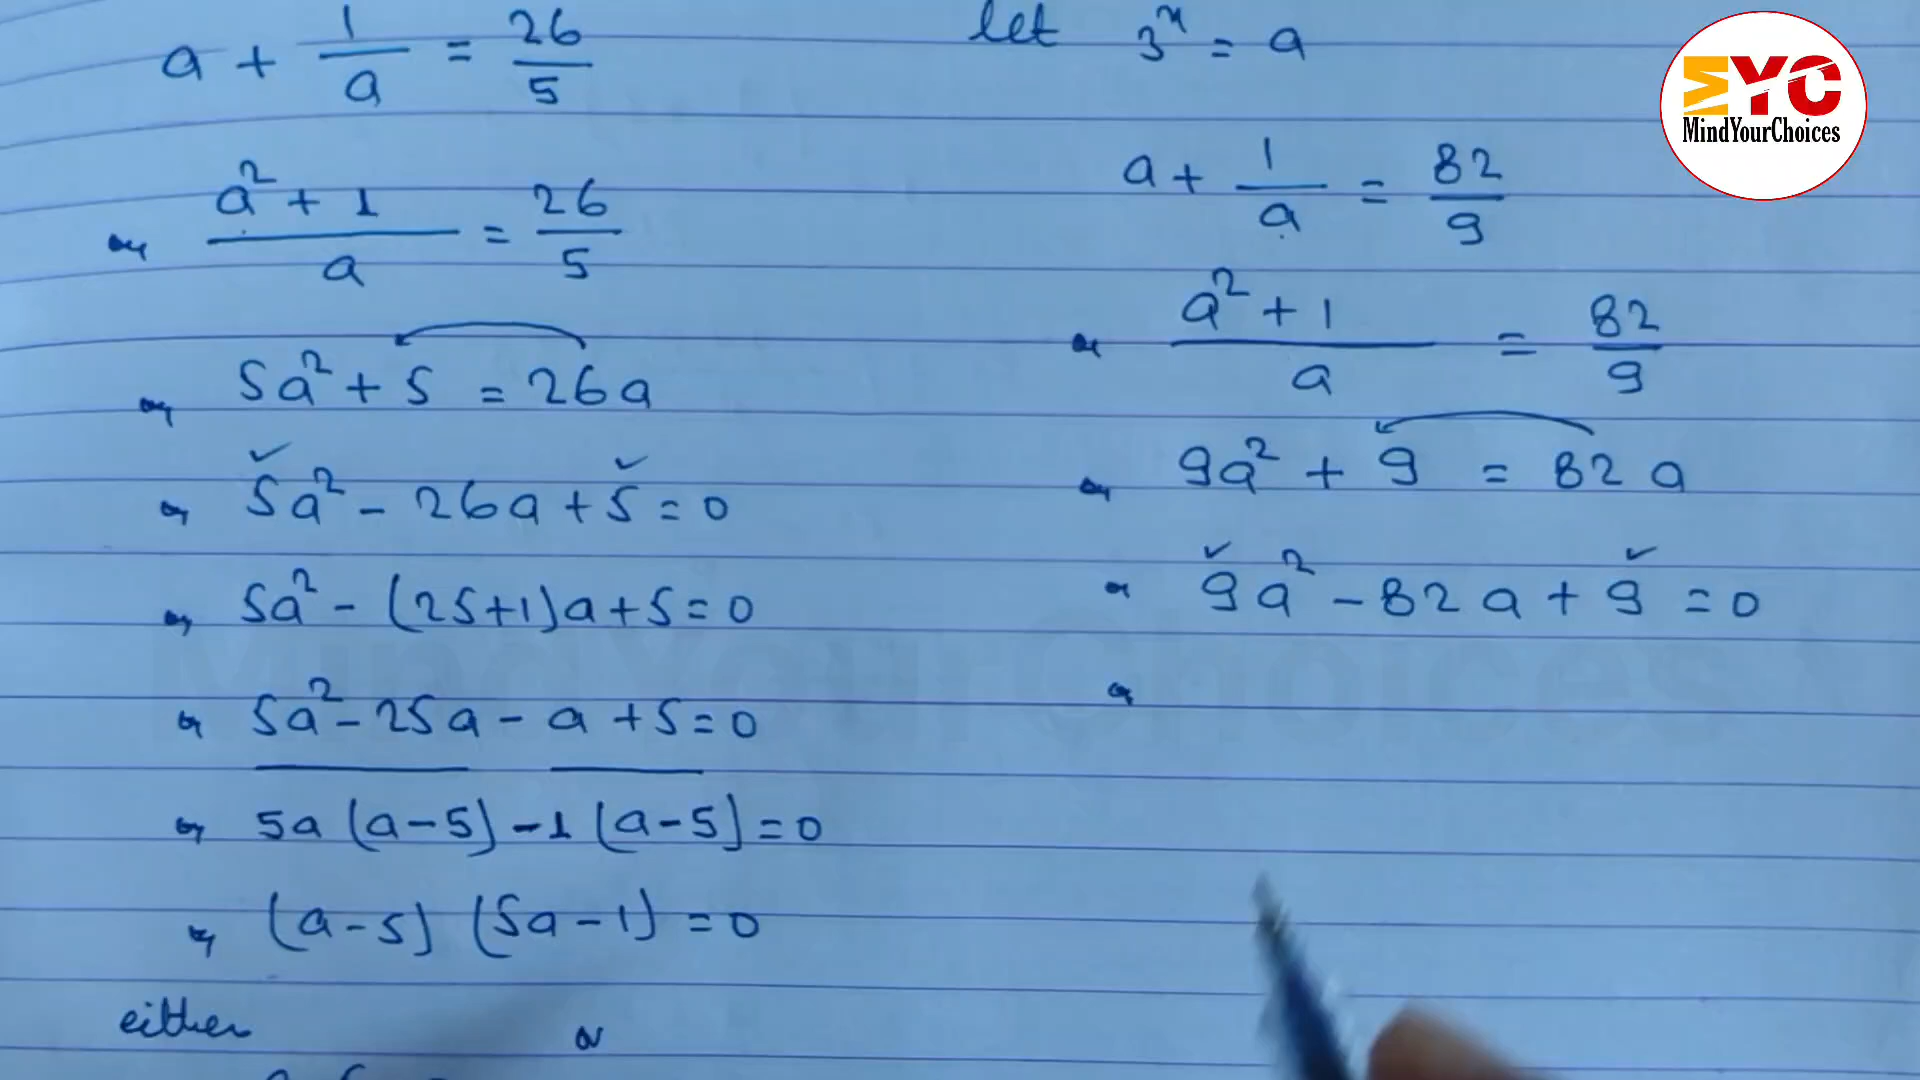 a + 1/a = 26/5
or (a² + 1)/a = 26/5
or 5a² + 5 = 26a
or 5a² - 26a + 5 = 0
or 5a² - (25+1)a + 5 = 0
or 5a² - 25a - a + 5 = 0
or 5a (a-5) - 1 (a-5) = 0
or (a-5) (5a-1) = 0
either or
let 3ˣ = a
a + 1/a = 82/9
or (a² + 1)/a = 82/9
or 9a² + 9 = 82a
or 9a² - 82a + 9 = 0
or
MYC
MindYourChoices
MindYourChoices